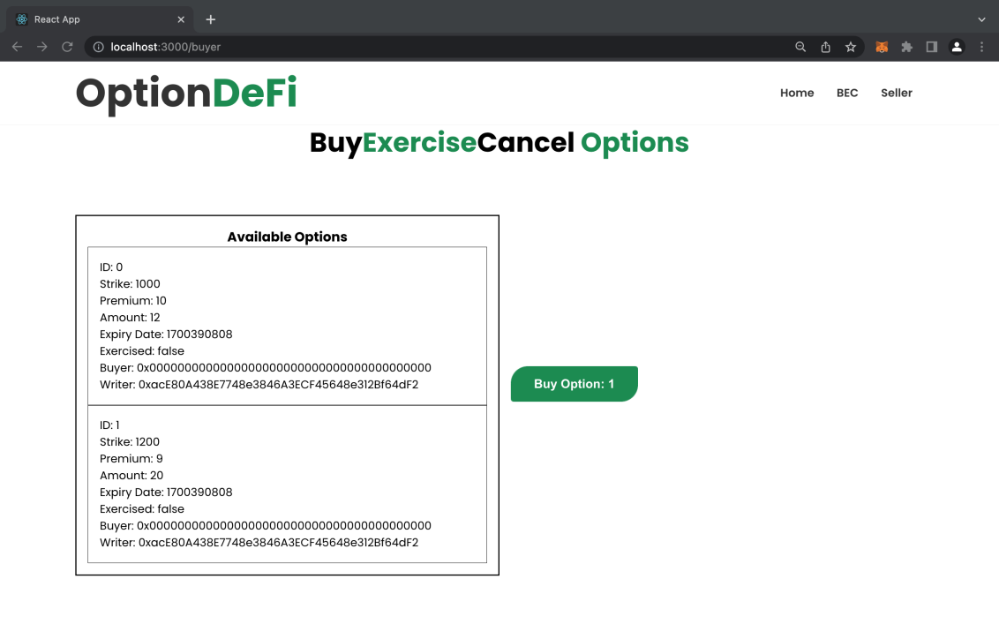 React App
localhost:3000/buyer
OptionDeFi
Home BEC Seller
BuyExerciseCancel Options
Available Options
ID: 0
Strike: 1000
Premium: 10
Amount: 12
Expiry Date: 1700390808
Exercised: false
Buyer: 0x0000000000000000000000000000000000000000
Writer: 0xacE80A438E7748e3846A3ECF45648e312Bf64dF2
Buy Option: 1
ID: 1
Strike: 1200
Premium: 9
Amount: 20
Expiry Date: 1700390808
Exercised: false
Buyer: 0x0000000000000000000000000000000000000000
Writer: 0xacE80A438E7748e3846A3ECF45648e312Bf64dF2